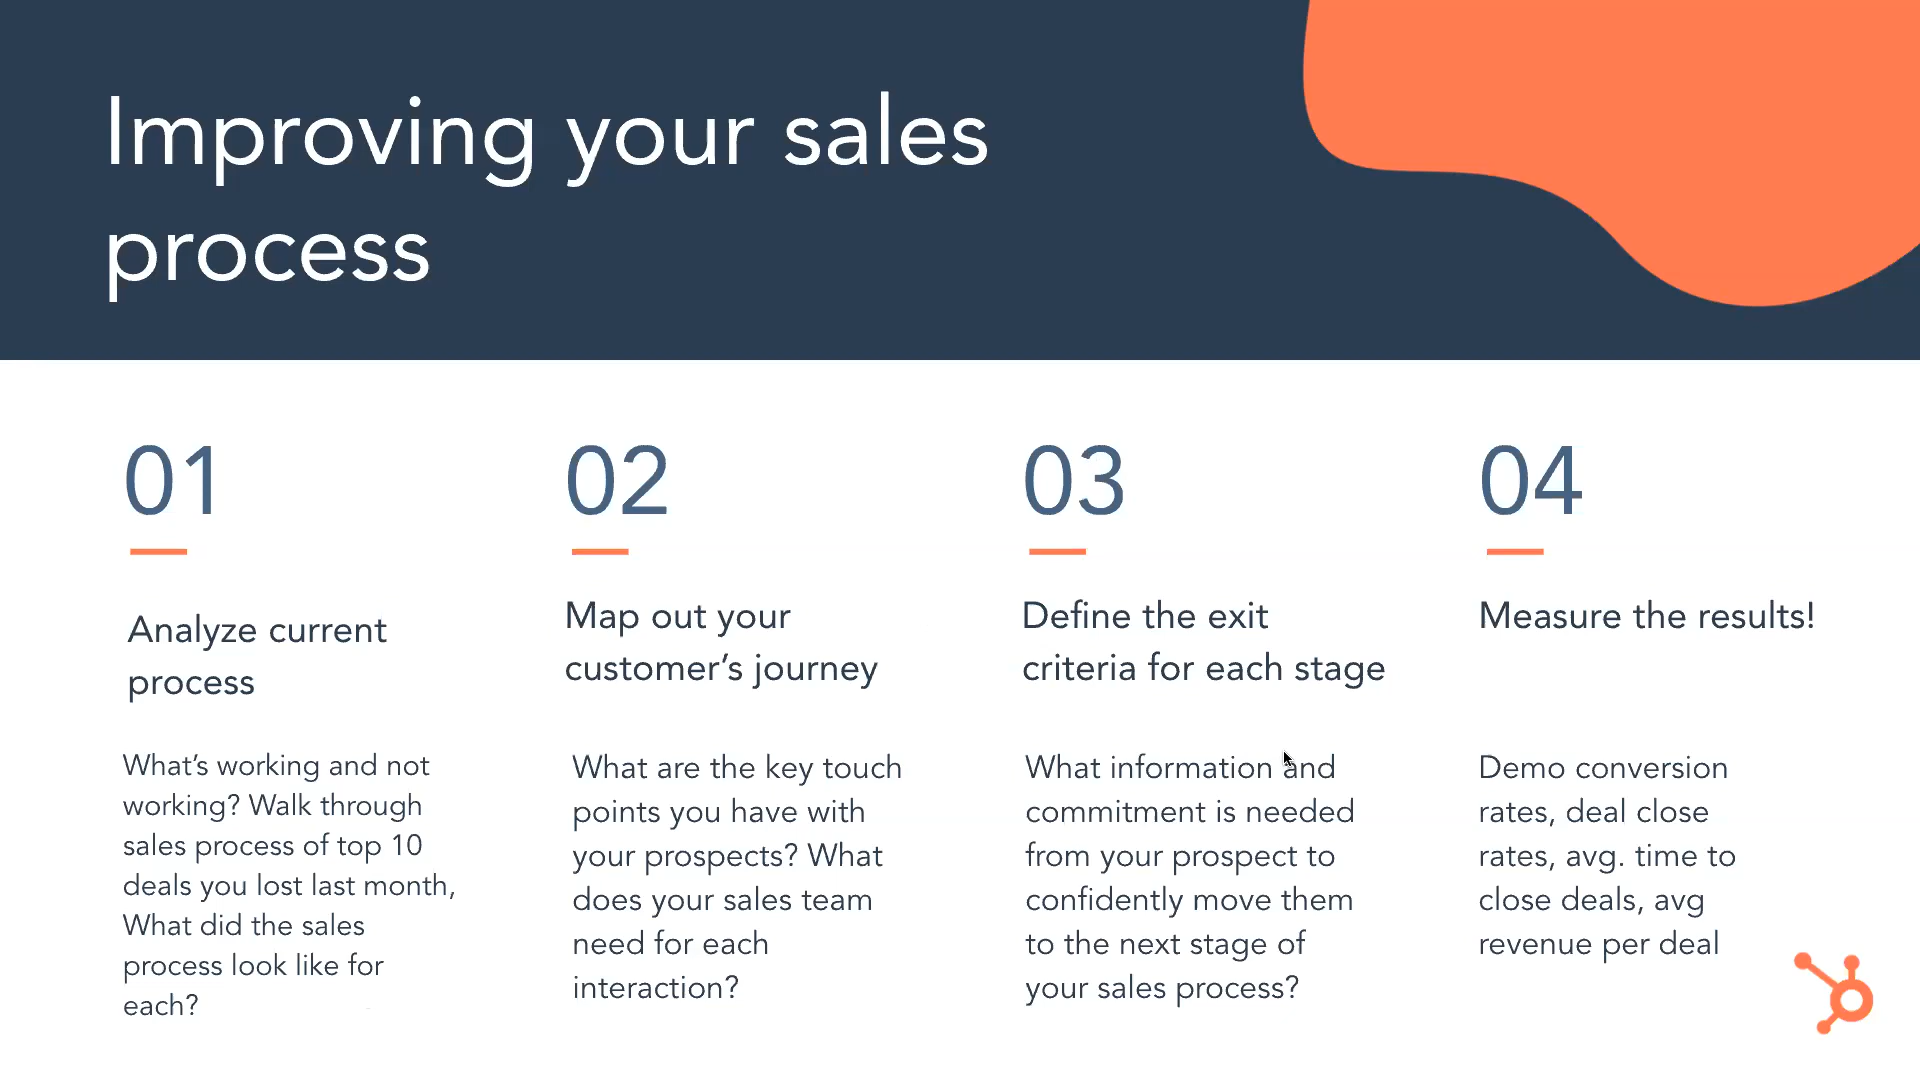 Improving your sales
process
01
Analyze current
process
What’s working and not
working? Walk through
sales process of top 10
deals you lost last month,
What did the sales
process look like for
each?
02
Map out your
customer’s journey
What are the key touch
points you have with
your prospects? What
does your sales team
need for each
interaction?
03
Define the exit
criteria for each stage
What information and
commitment is needed
from your prospect to
confidently move them
to the next stage of
your sales process?
04
Measure the results!
Demo conversion
rates, deal close
rates, avg. time to
close deals, avg
revenue per deal